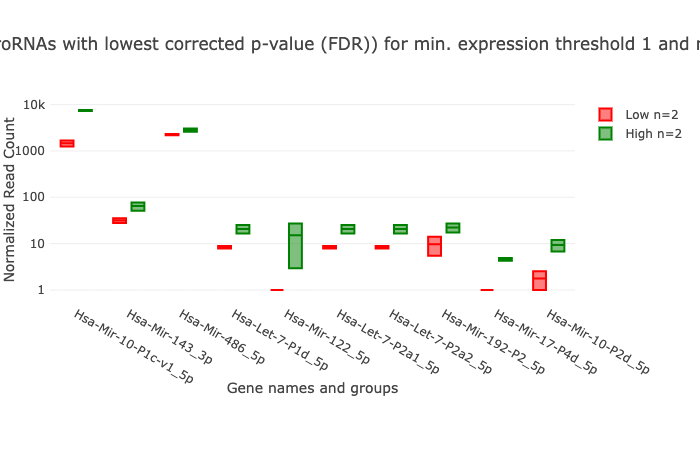 roRNAs with lowest corrected p-value (FDR)) for min. expression threshold 1 and
Low n=2
High n=2
Normalized Read Count
10k
1000
100
10
1
Hsa-Mir-10-P1c-v1_5p
Hsa-Mir-143_3p
Hsa-Mir-486_5p
Hsa-Let-7-P1d_5p
Hsa-Mir-122_5p
Hsa-Let-7-P2a1_5p
Hsa-Let-7-P2a2_5p
Hsa-Mir-192-P2_5p
Hsa-Mir-17-P4d_5p
Hsa-Mir-10-P2d_5p
Gene names and groups